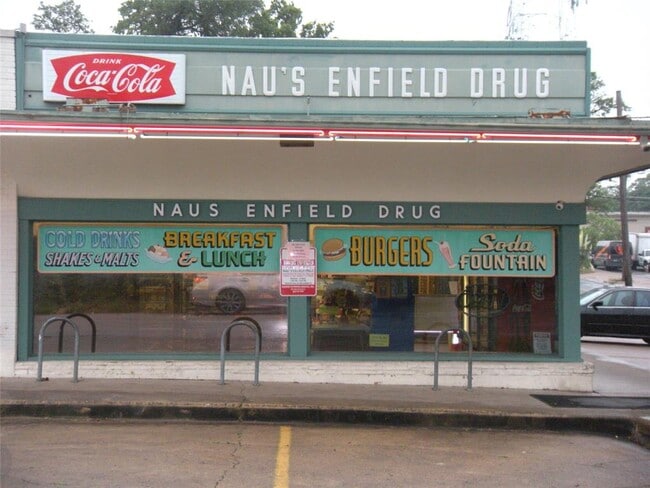 DRINK
Coca-Cola
NAU'S ENFIELD DRUG
NAUS ENFIELD DRUG
COLD DRINKS
SHAKES & MALTS
BREAKFAST
& LUNCH
BURGERS
Soda
FOUNTAIN